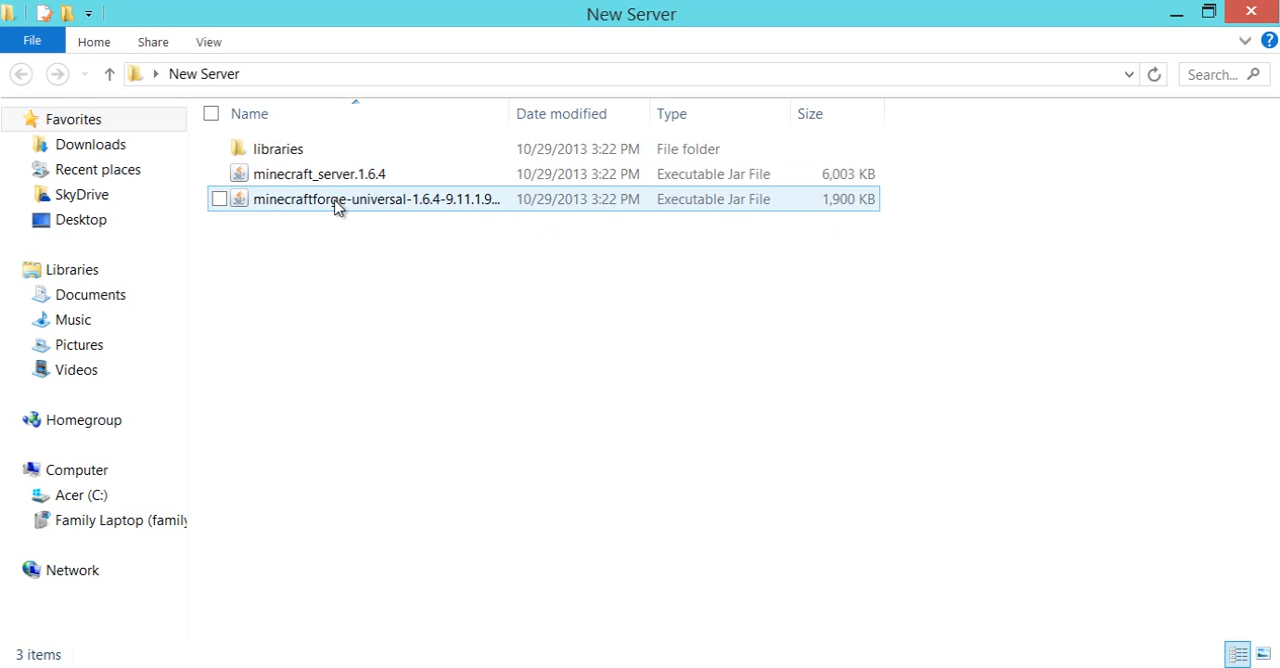 New Server
File Home Share View
New Server
Search...
Name Date modified Type Size
libraries 10/29/2013 3:22 PM File folder
minecraft_server.1.6.4 10/29/2013 3:22 PM Executable Jar File 6,003 KB
minecraftforge-universal-1.6.4-9.11.1.9... 10/29/2013 3:22 PM Executable Jar File 1,900 KB
Favorites
Downloads
Recent places
SkyDrive
Desktop
Libraries
Documents
Music
Pictures
Videos
Homegroup
Computer
Acer (C:)
Family Laptop (family
Network
3 items